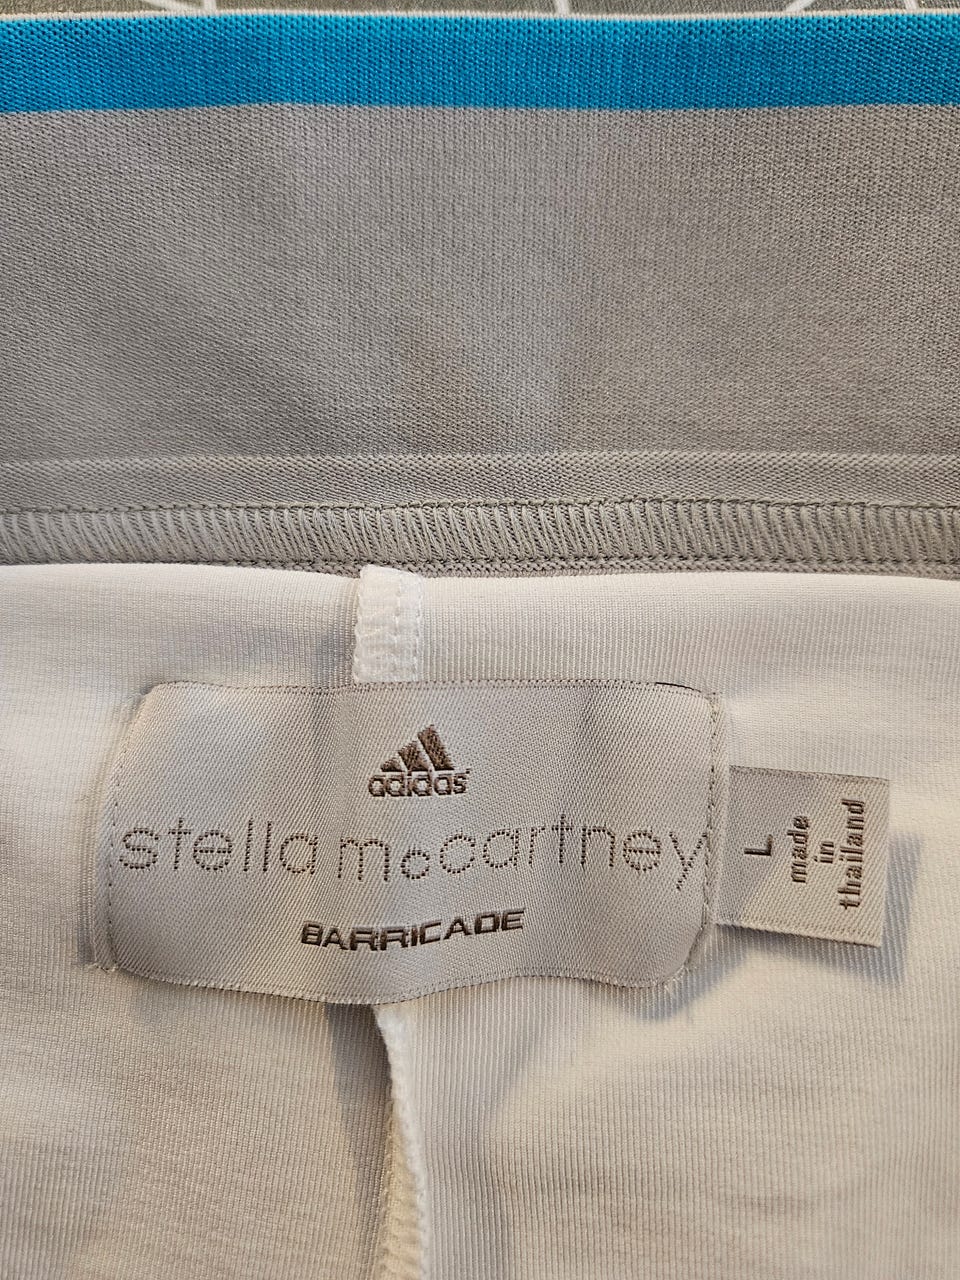 adidas
stella mccartney
BARRICADE
L
made
in
thailand